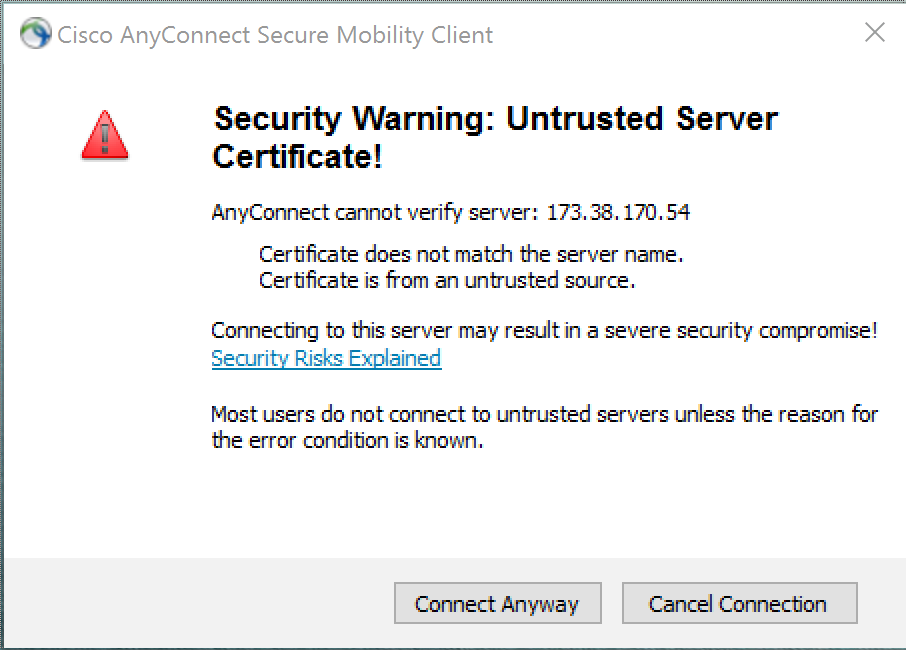 Cisco AnyConnect Secure Mobility Client
Security Warning: Untrusted Server
Certificate!
AnyConnect cannot verify server: 173.38.170.54
Certificate does not match the server name.
Certificate is from an untrusted source.
Connecting to this server may result in a severe security compromise!
Security Risks Explained
Most users do not connect to untrusted servers unless the reason for
the error condition is known.
Connect Anyway
Cancel Connection